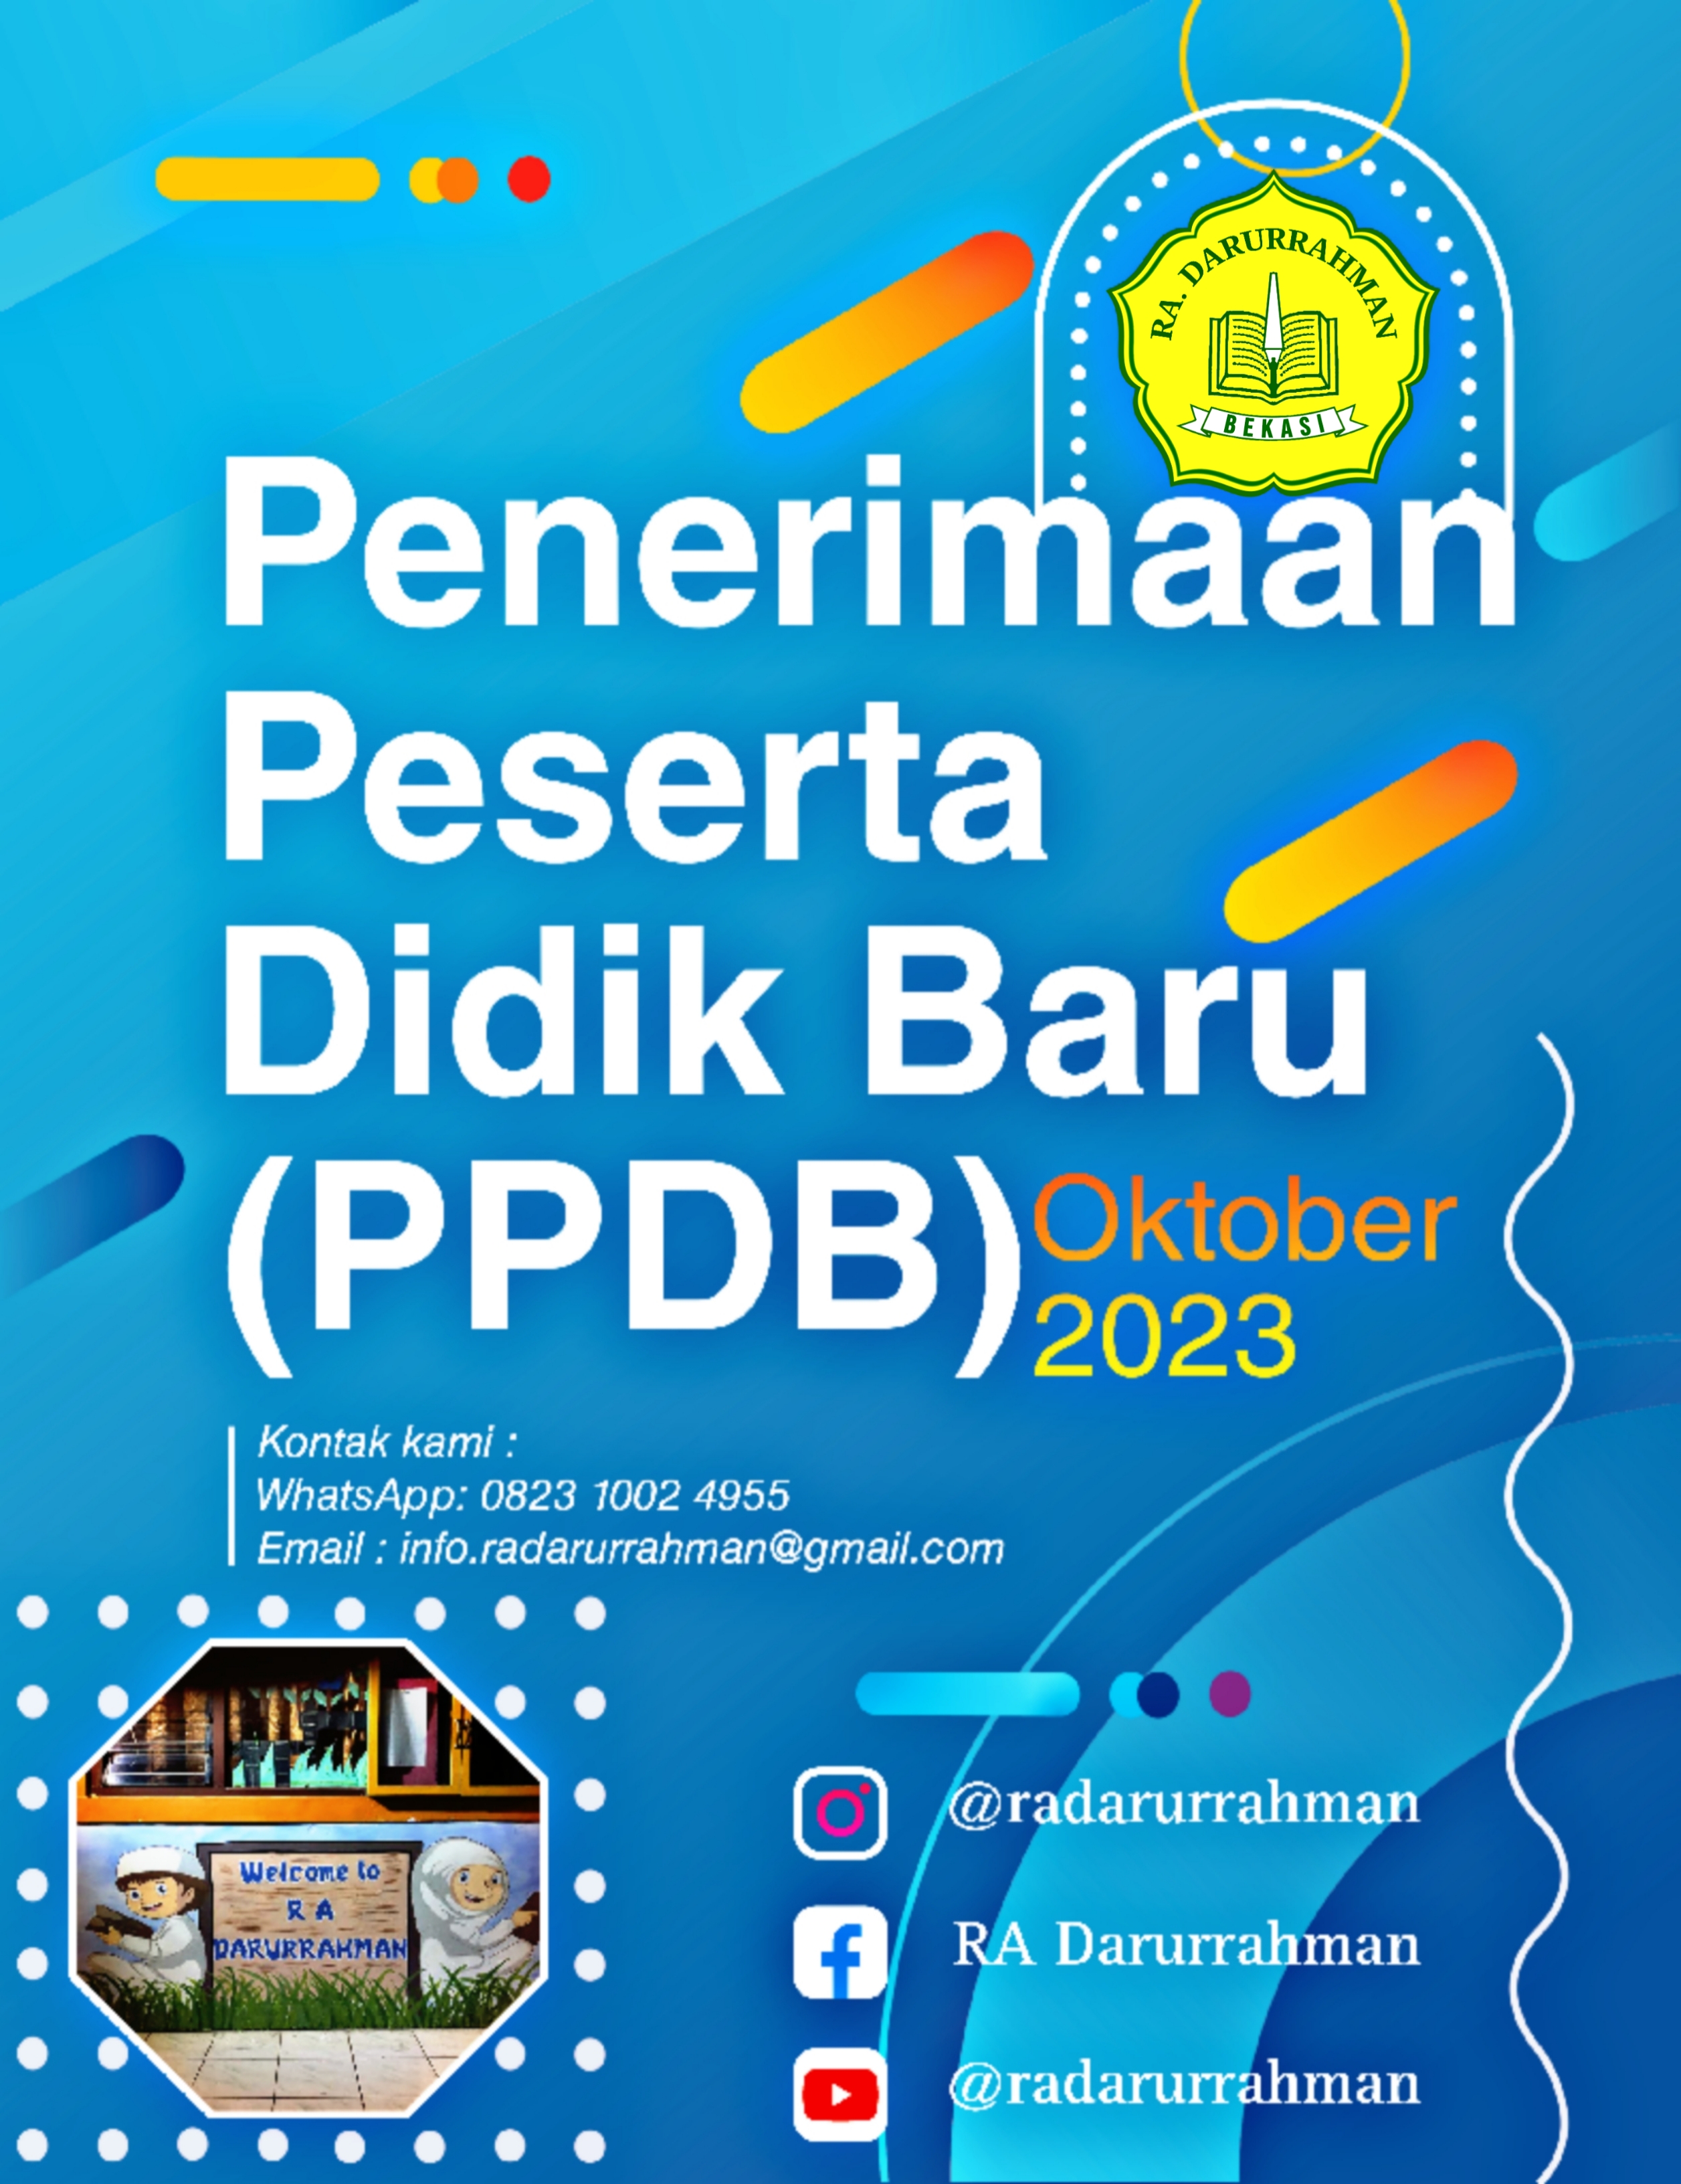 RA. DARURRAHMAN
BEKASI
Penerimaan
Peserta
Didik Baru
(PPDB)
Oktober
2023
Kontak kami :
WhatsApp: 0823 1002 4955
Email : info.radarurrahman@gmail.com
Welcome to
R A
DARURRAHMAN
@radarurrahman
RA Darurrahman
@radarurrahman